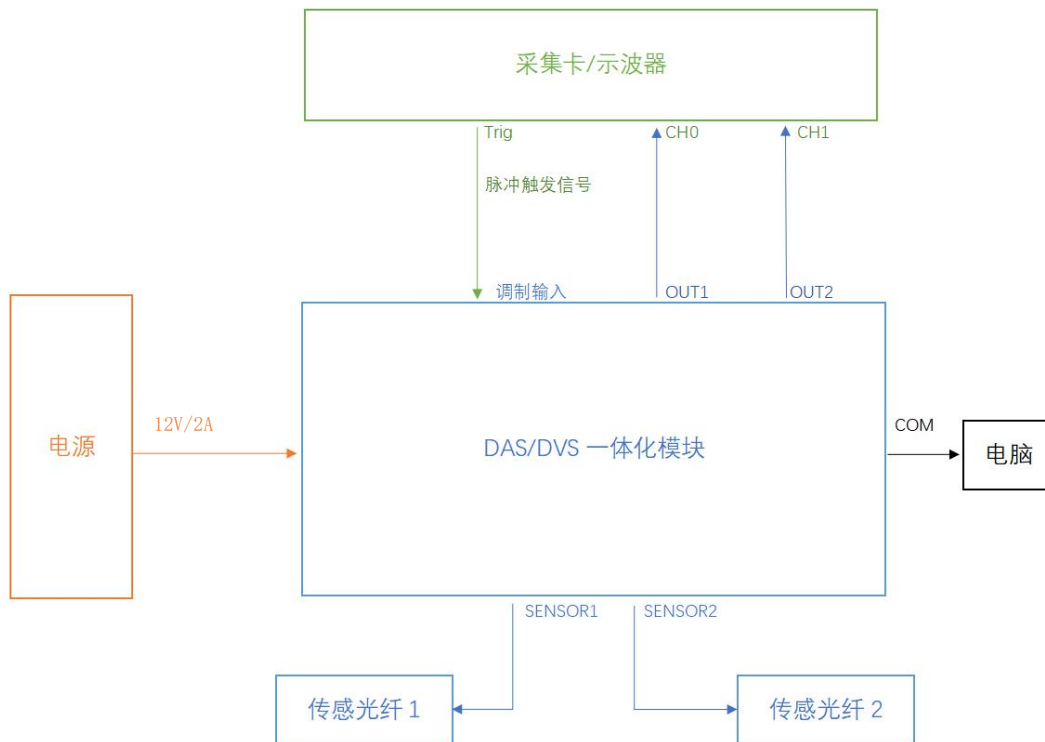 采集卡/示波器
Trig
CH0
CH1
脉冲触发信号
调制输入
OUT1
OUT2
12V/2A
电源
DAS/DVS 一体化模块
COM
电脑
SENSOR1
SENSOR2
传感光纤 1
传感光纤 2